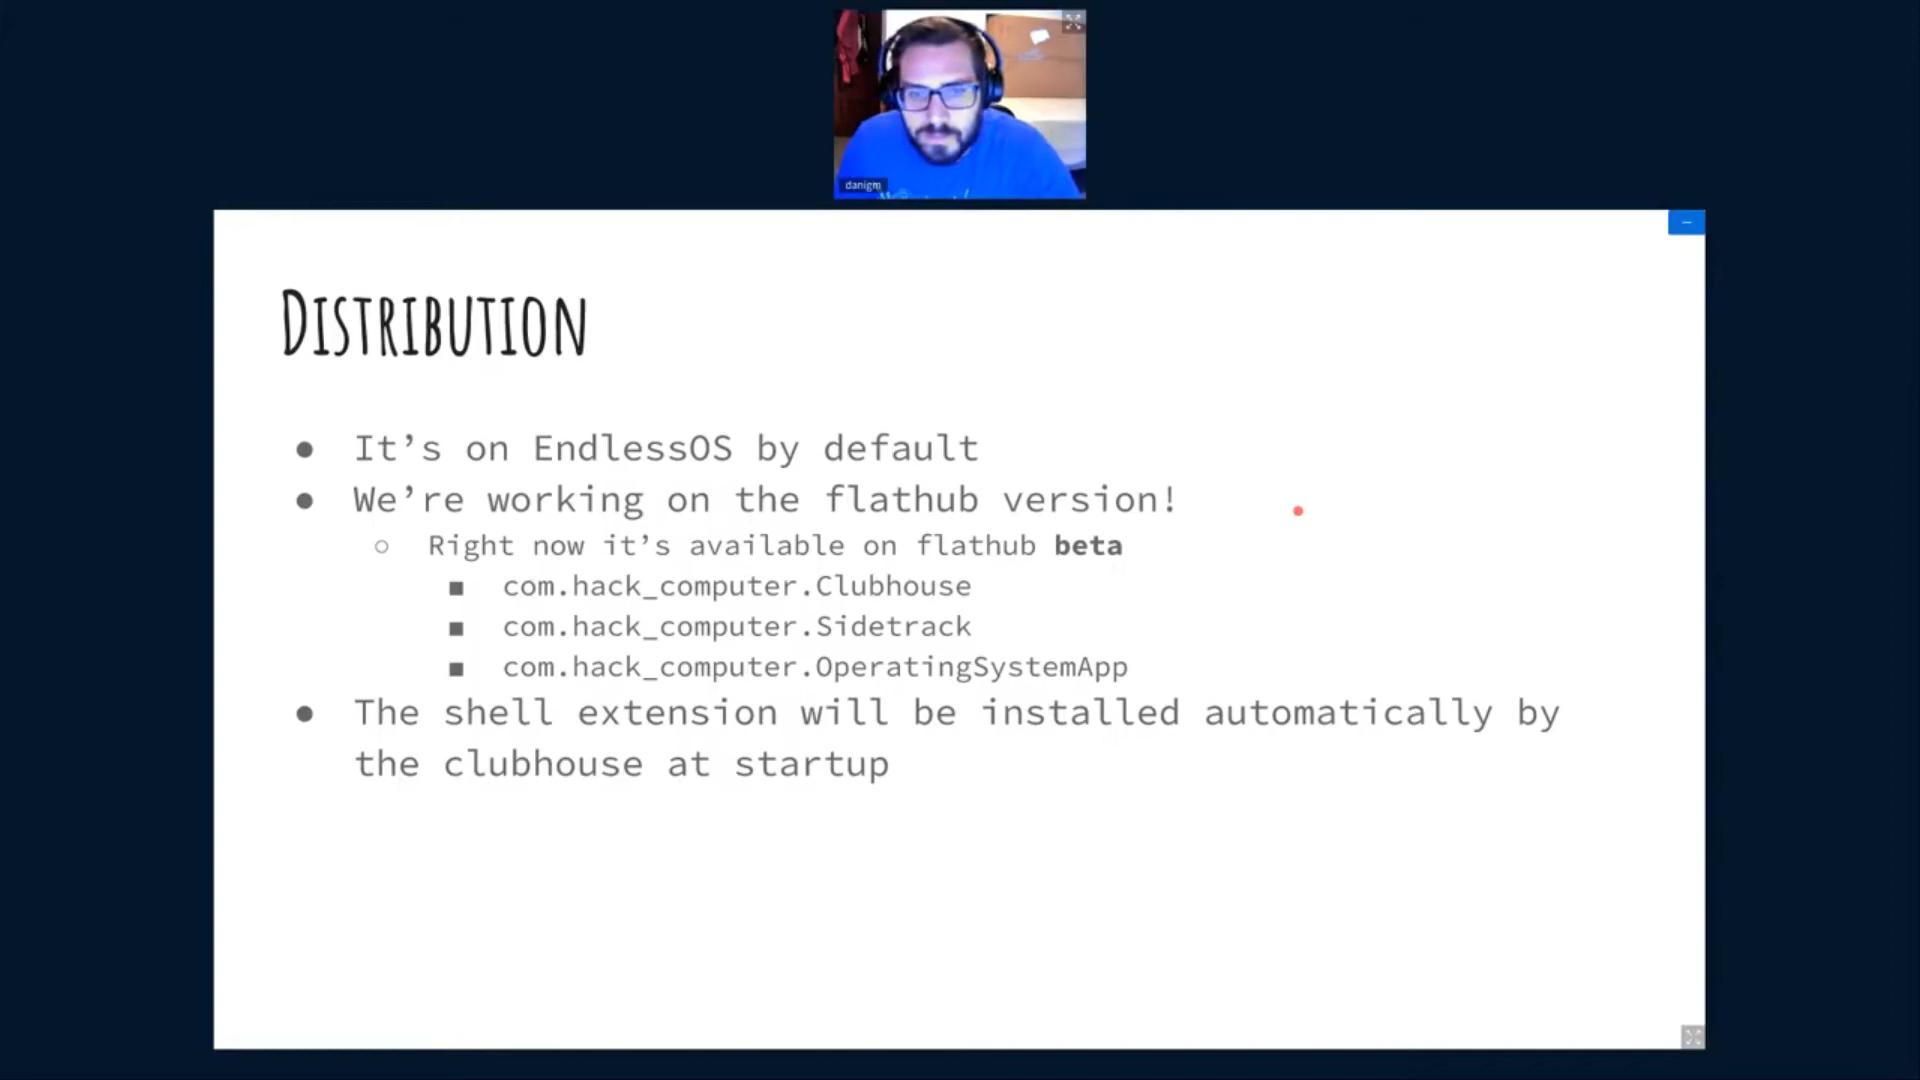 danigm
DISTRIBUTION
It's on EndlessOS by default
We're working on the flathub version!
Right now it's available on flathub beta
com.hack_computer.Clubhouse
com.hack_computer.Sidetrack
com.hack_computer.OperatingSystemApp
The shell extension will be installed automatically by
the clubhouse at startup